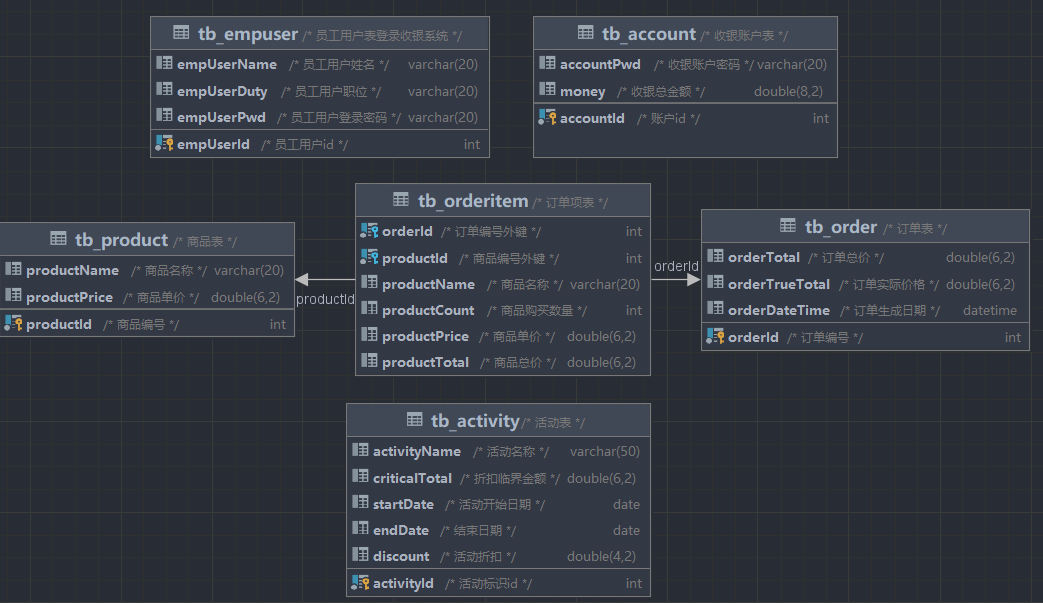 tb_empuser /* 员工用户表登录收银系统 */
empUserName /* 员工用户姓名 */ varchar(20)
empUserDuty /* 员工用户职位 */ varchar(20)
empUserPwd /* 员工用户登录密码 */ varchar(20)
empUserId /* 员工用户id */ int
tb_account /* 收银账户表 */
accountPwd /* 收银账户密码 */ varchar(20)
money /* 收银总金额 */ double(8,2)
accountId /* 账户id */ int
tb_product /* 商品表 */
productName /* 商品名称 */ varchar(20)
productPrice /* 商品单价 */ double(6,2)
productId /* 商品编号 */ int
productId
tb_orderitem /* 订单项表 */
orderId /* 订单编号外键 */ int
productId /* 商品编号外键 */ int
productName /* 商品名称 */ varchar(20)
productCount /* 商品购买数量 */ int
productPrice /* 商品单价 */ double(6,2)
productTotal /* 商品总价 */ double(6,2)
orderId
tb_order /* 订单表 */
orderTotal /* 订单总价 */ double(6,2)
orderTrueTotal /* 订单实际价格 */ double(6,2)
orderDateTime /* 订单生成日期 */ datetime
orderId /* 订单编号 */ int
tb_activity /* 活动表 */
activityName /* 活动名称 */ varchar(50)
criticalTotal /* 折扣临界金额 */ double(6,2)
startDate /* 活动开始日期 */ date
endDate /* 结束日期 */ date
discount /* 活动折扣 */ double(4,2)
activityId /* 活动标识id */ int